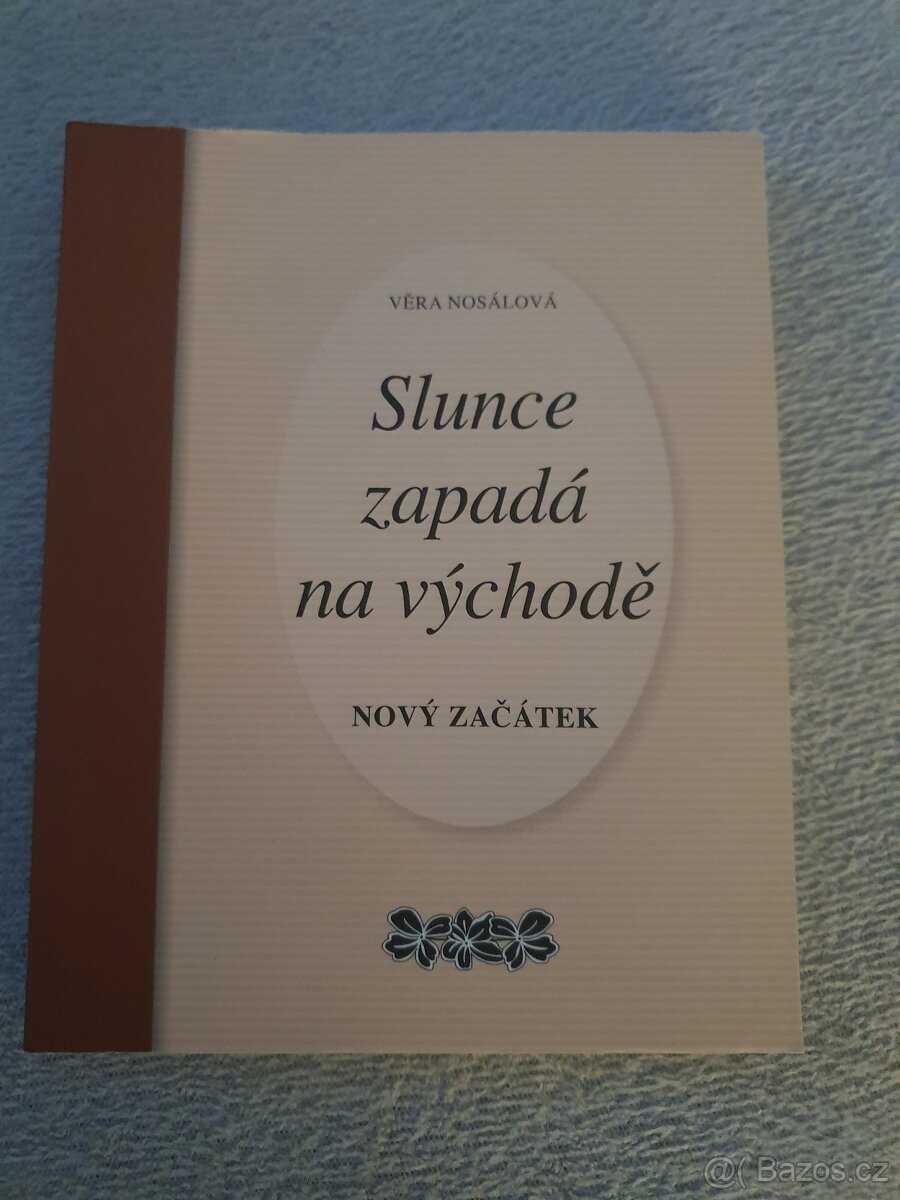 VĚRA NOSÁLOVÁ
Slunce
zapadá
na východě
NOVÝ ZAČÁTEK
@( Bazos.cz